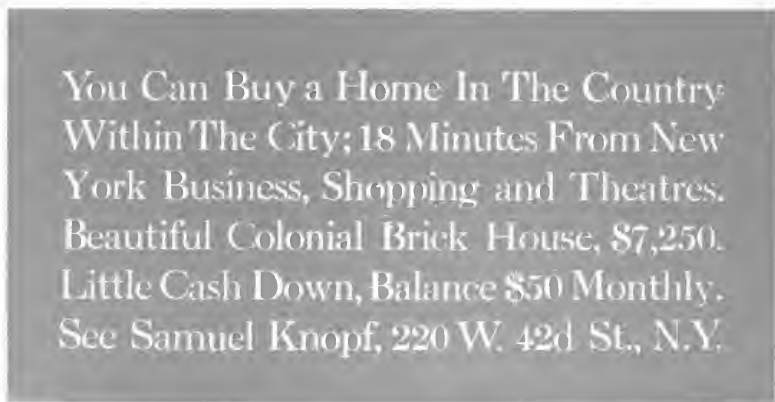 You Can Buy a Home In The Country
Within The City; 18 Minutes From New
York Business, Shopping and Theatres.
Beautiful Colonial Brick House, $7,250.
Little Cash Down, Balance $50 Monthly.
See Samuel Knopf, 220 W. 42d St., N.Y.